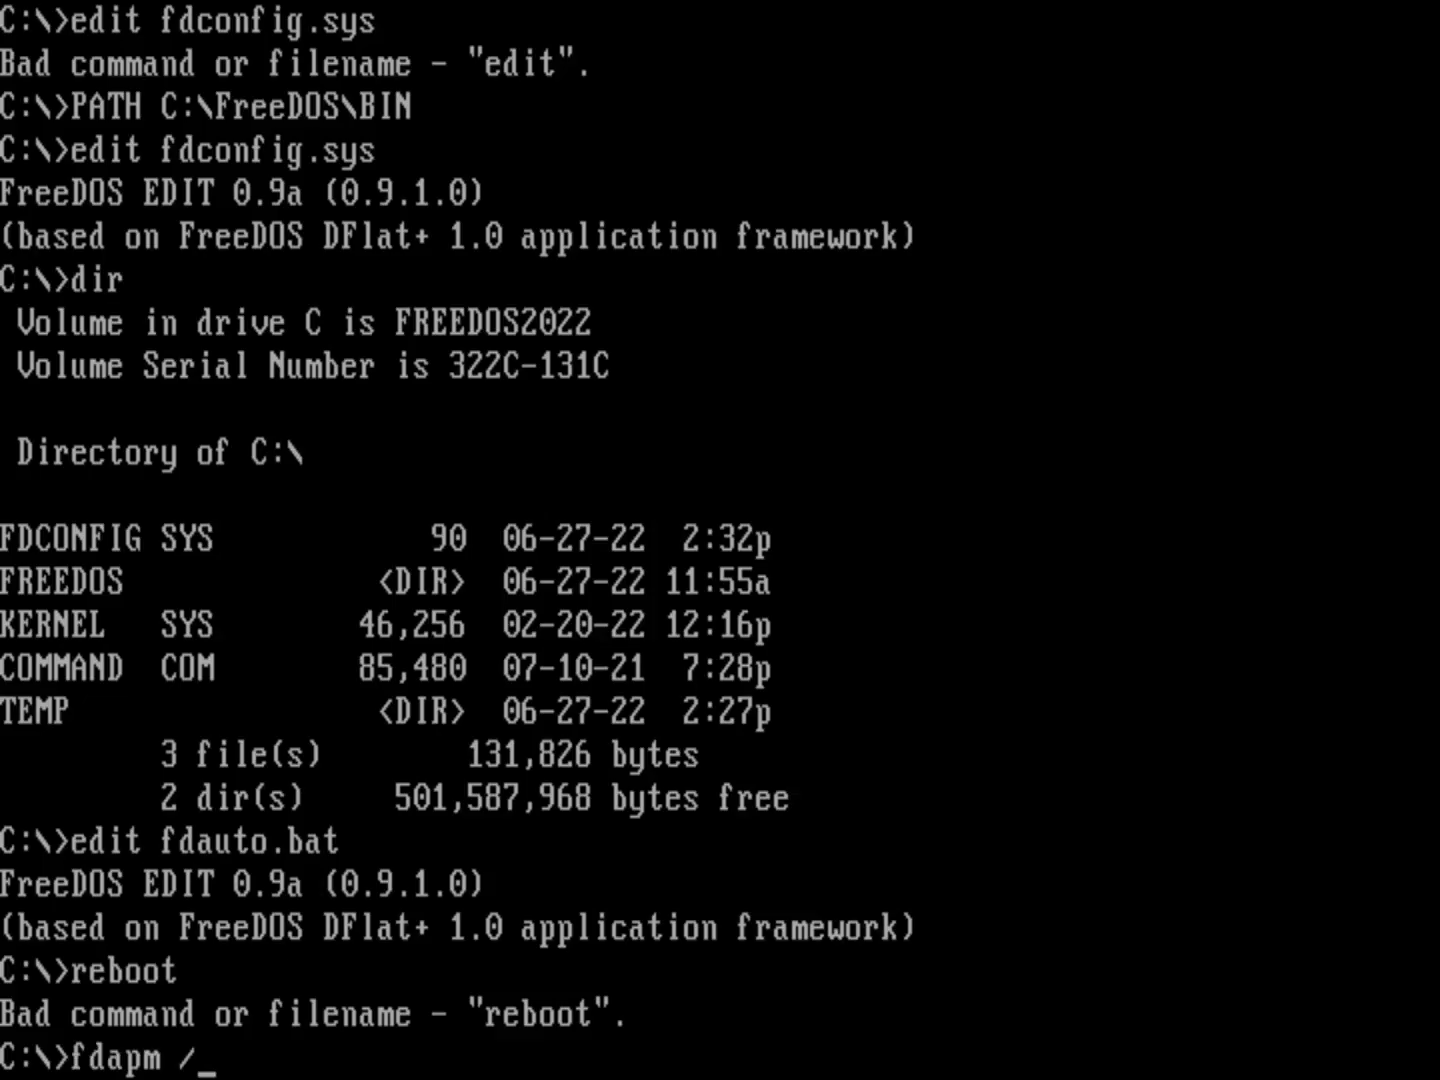 C:\>edit fdconfig.sys
Bad command or filename - "edit".
C:\>PATH C:\FreeDOS\BIN
C:\>edit fdconfig.sys
FreeDOS EDIT 0.9a (0.9.1.0)
(based on FreeDOS DFlat+ 1.0 application framework)
C:\>dir
Volume in drive C is FREEDOS2022
Volume Serial Number is 322C-131C
Directory of C:\
FDCONFIG SYS 90 06-27-22 2:32p
FREEDOS <DIR> 06-27-22 11:55a
KERNEL SYS 46,256 02-20-22 12:16p
COMMAND COM 85,480 07-10-21 7:28p
TEMP <DIR> 06-27-22 2:27p
3 file(s) 131,826 bytes
2 dir(s) 501,587,968 bytes free
C:\>edit fdauto.bat
FreeDOS EDIT 0.9a (0.9.1.0)
(based on FreeDOS DFlat+ 1.0 application framework)
C:\>reboot
Bad command or filename - "reboot".
C:\>fdapm /_